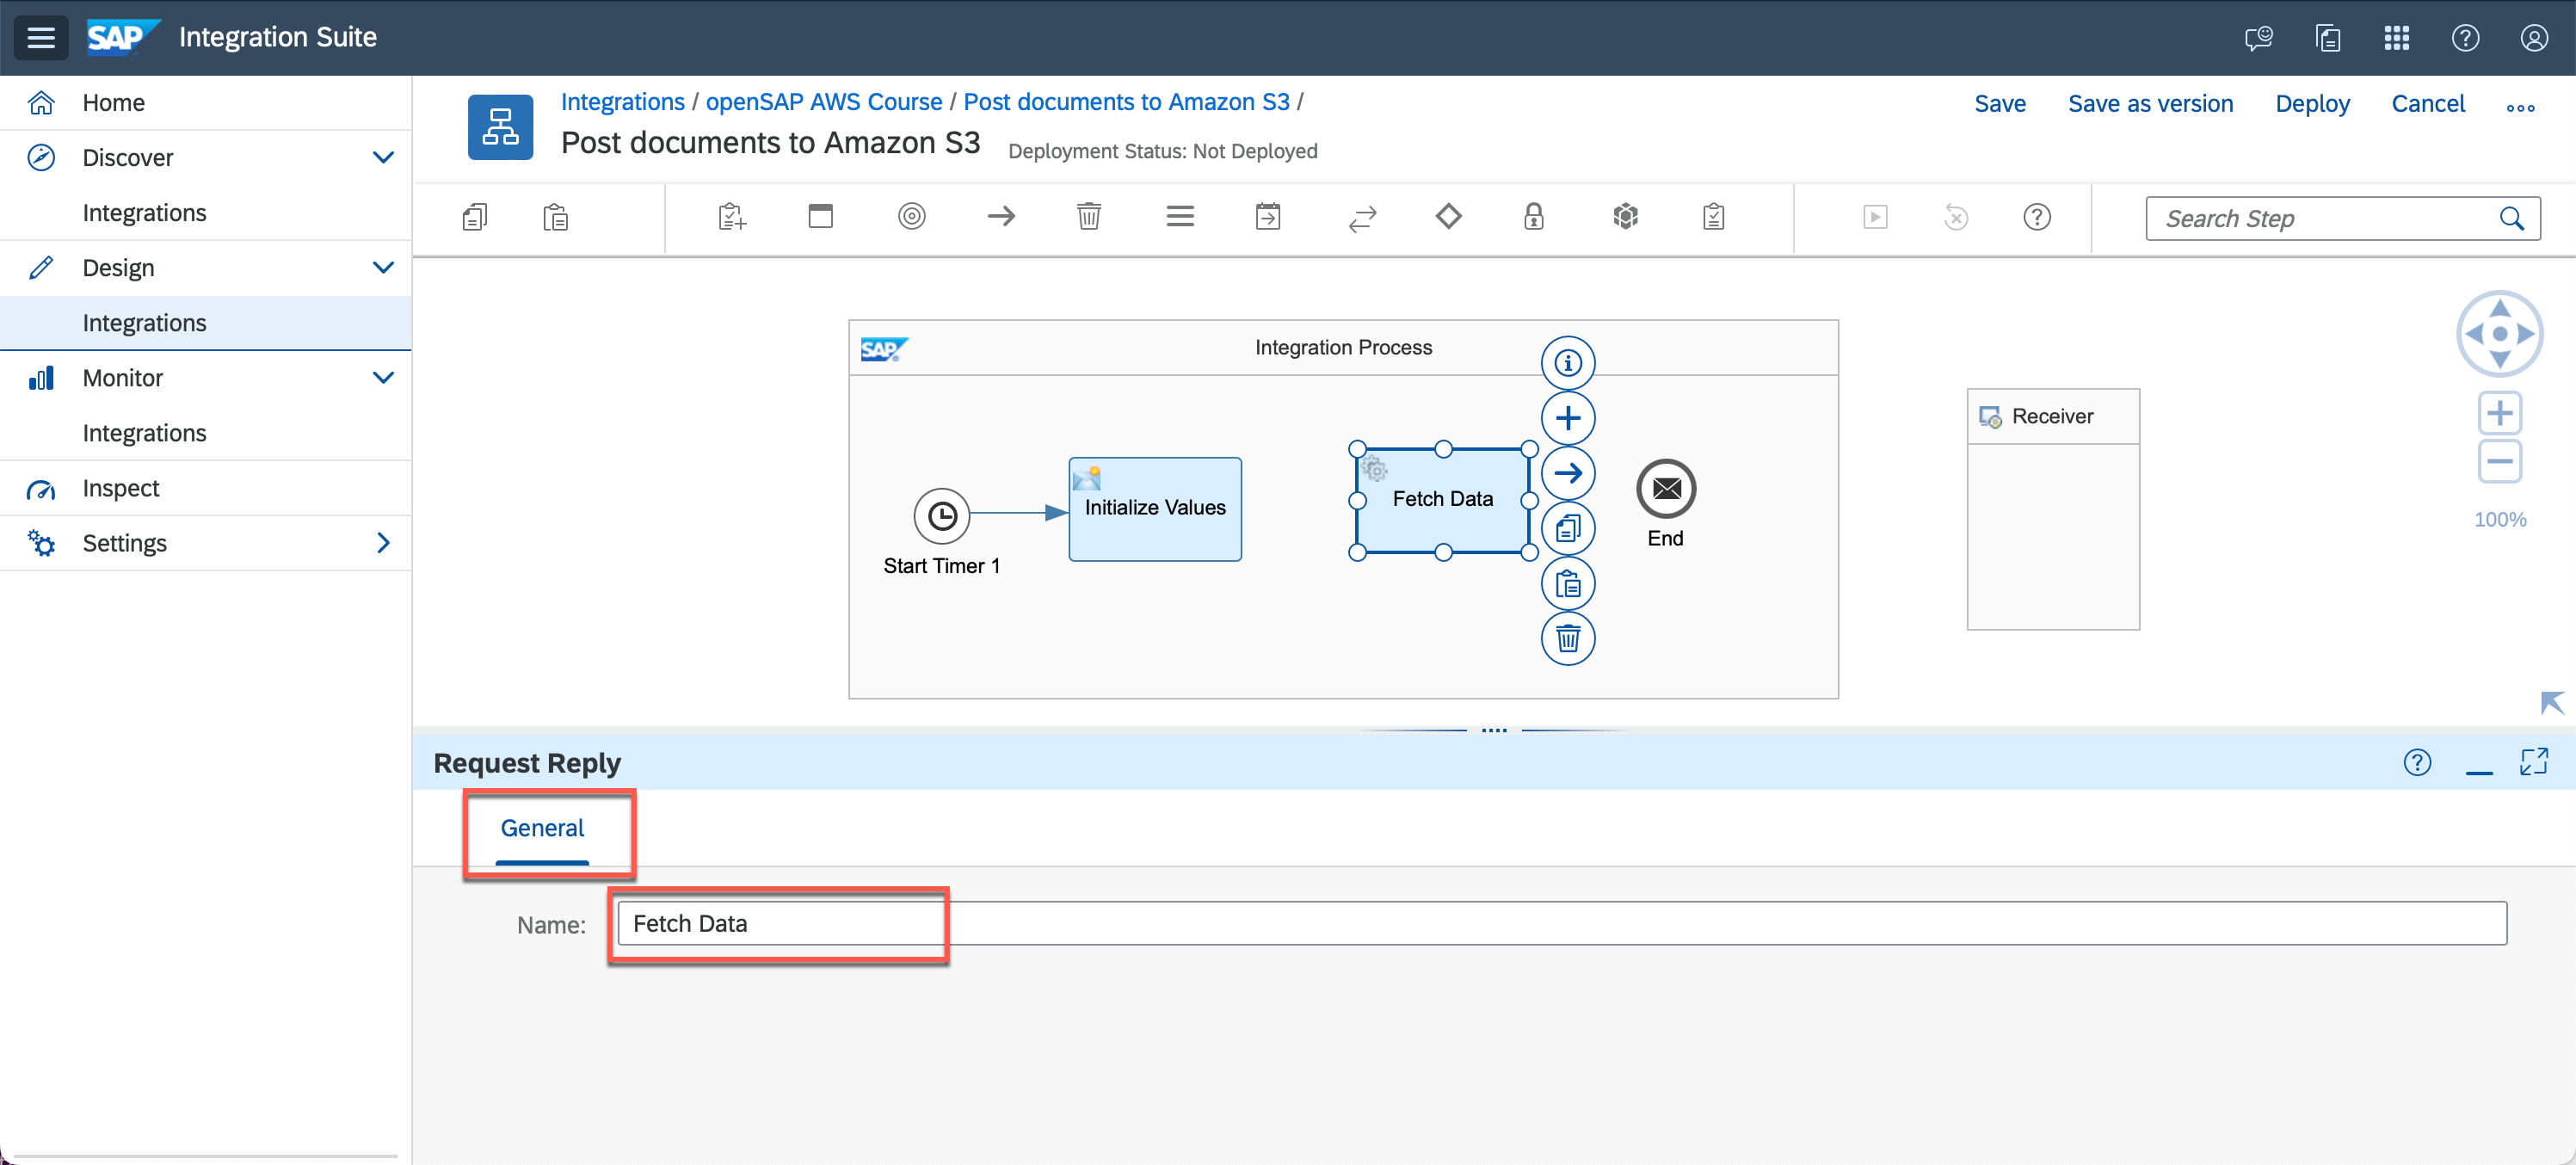 SAP Integration Suite
Home
Discover
Integrations
Design
Integrations
Monitor
Integrations
Inspect
Settings
Integrations / openSAP AWS Course / Post documents to Amazon S3 /
Post documents to Amazon S3 Deployment Status: Not Deployed
Save Save as version Deploy Cancel
Search Step
SAP Integration Process
Start Timer 1
Initialize Values
Fetch Data
End
Receiver
100%
Request Reply
General
Name: Fetch Data